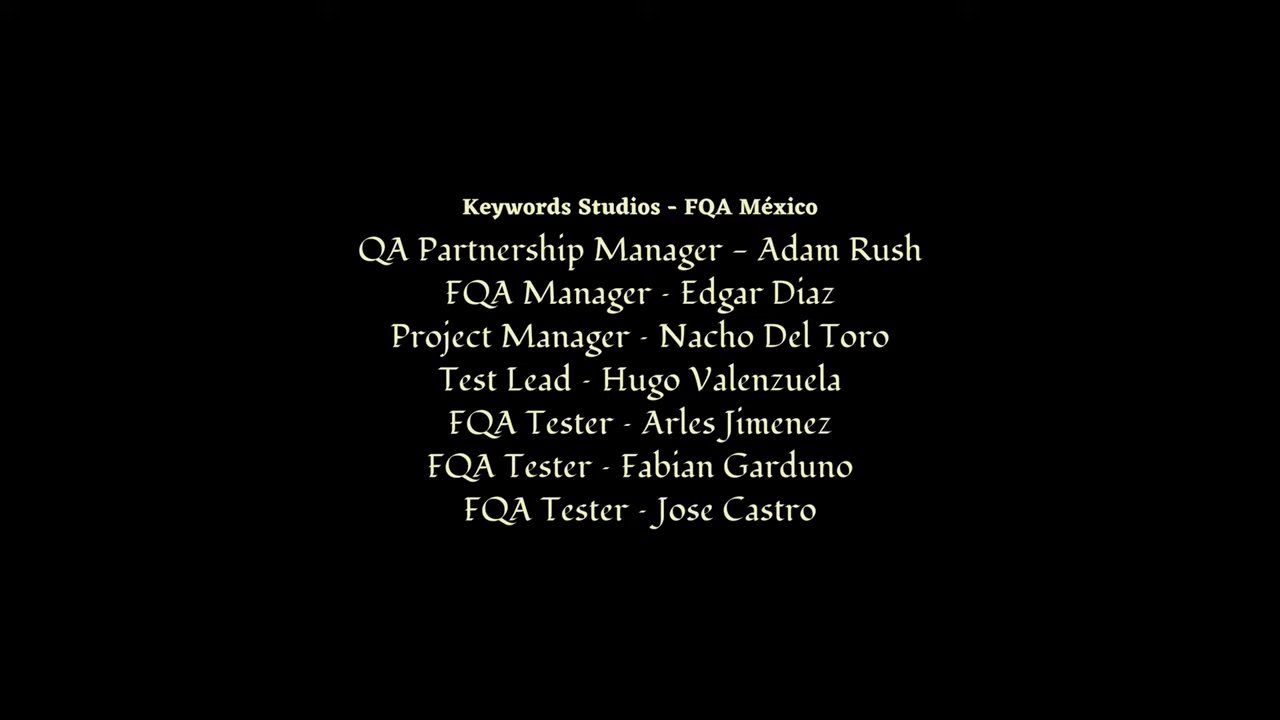 Keywords Studios - FQA México
QA Partnership Manager – Adam Rush
FQA Manager - Edgar Diaz
Project Manager - Nacho Del Toro
Test Lead - Hugo Valenzuela
FQA Tester - Arles Jimenez
FQA Tester - Fabian Garduno
FQA Tester - Jose Castro